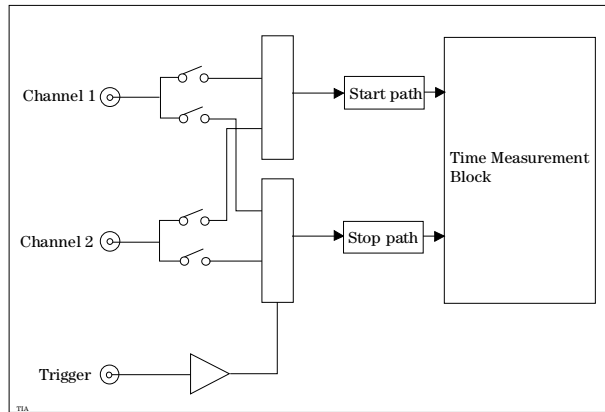 Channel 1
Start path
Time Measurement
Block
Channel 2
Stop path
Trigger
TIA